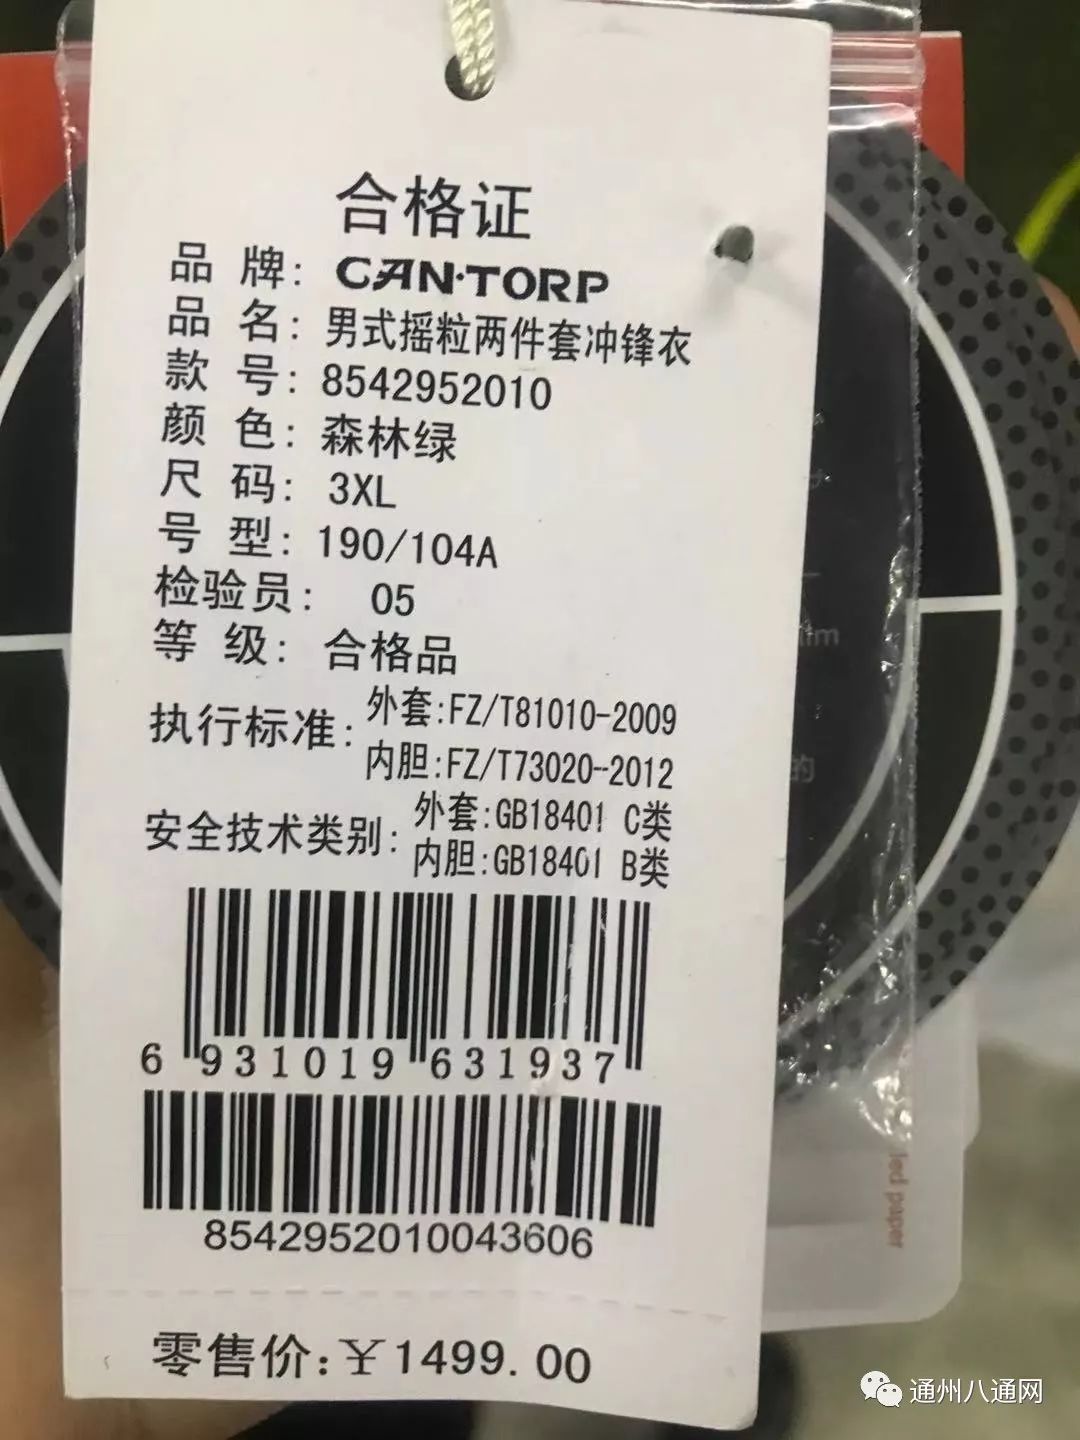 合格证
品 牌: CAN·TORP
品 名: 男式摇粒两件套冲锋衣
款 号: 8542952010
颜 色: 森林绿
尺 码: 3XL
号 型: 190/104A
检验员: 05
等 级: 合格品
执行标准: 外套:FZ/T81010-2009
内胆:FZ/T73020-2012
安全技术类别: 外套:GB18401 C类
内胆:GB18401 B类
6 931019 631937
8542952010043606
零售价:¥1499.00
led paper
的
通州八通网